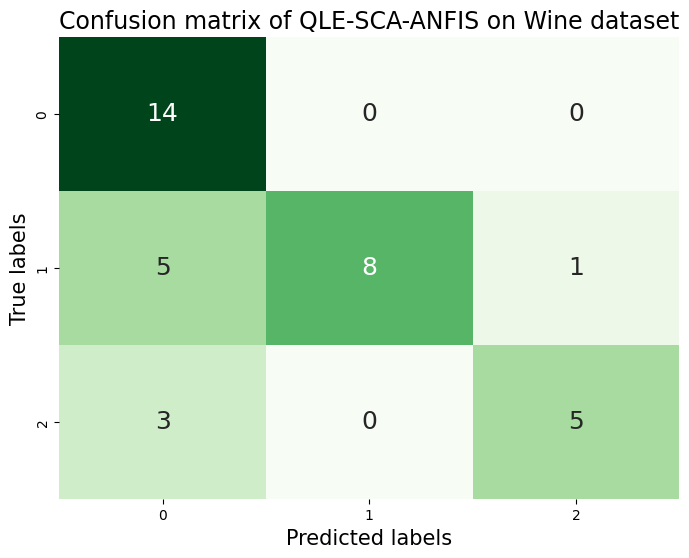 Confusion matrix of QLE-SCA-ANFIS on Wine dataset
True labels
0 14 0 0
1 5 8 1
2 3 0 5
0 1 2
Predicted labels